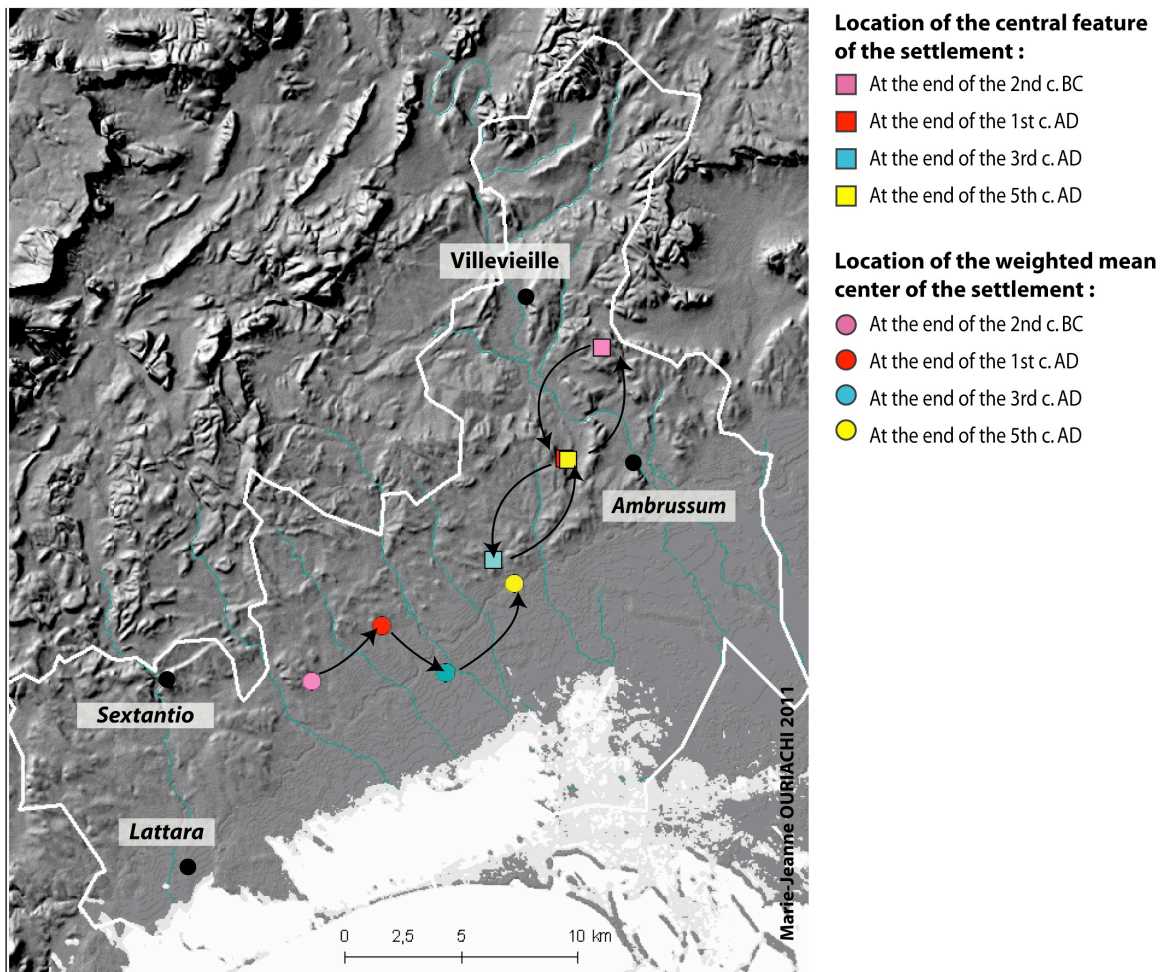 Location of the central feature
of the settlement :
At the end of the 2nd c. BC
At the end of the 1st c. AD
At the end of the 3rd c. AD
At the end of the 5th c. AD
Location of the weighted mean
center of the settlement :
At the end of the 2nd c. BC
At the end of the 1st c. AD
At the end of the 3rd c. AD
At the end of the 5th c. AD
Villevieille
Ambrussum
Sextantio
Lattara
0 2,5 5 10 km
Marie-Jeanne OURIACHI 2011